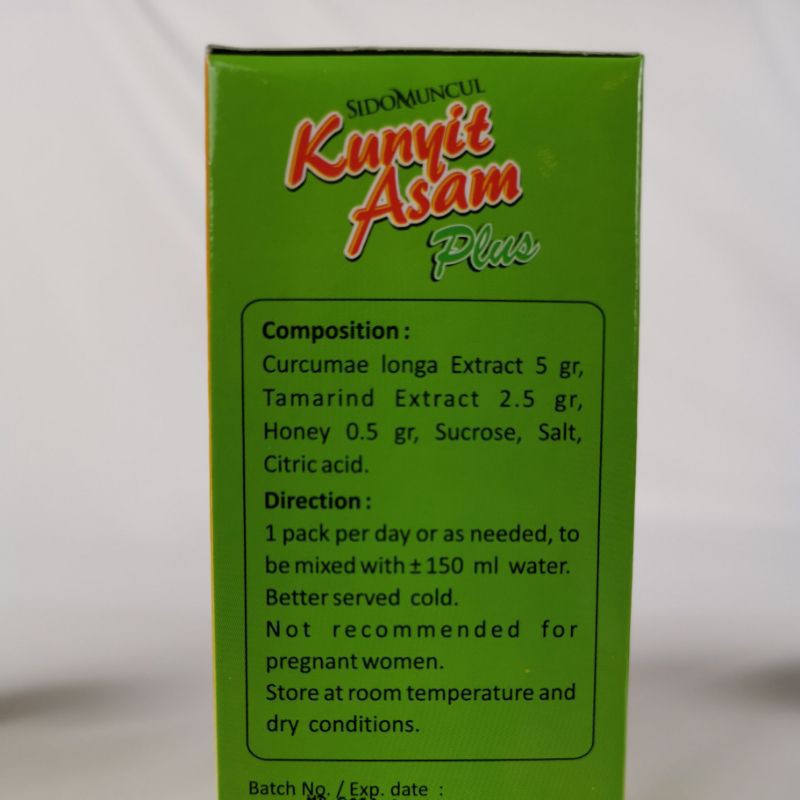 SIDOMUNCUL
Kunyit
Asam
Plus
Composition :
Curcumae longa Extract 5 gr,
Tamarind Extract 2.5 gr,
Honey 0.5 gr, Sucrose, Salt,
Citric acid.
Direction :
1 pack per day or as needed, to
be mixed with ± 150 ml water.
Better served cold.
Not recommended for
pregnant women.
Store at room temperature and
dry conditions.
Batch No. / Exp. date :